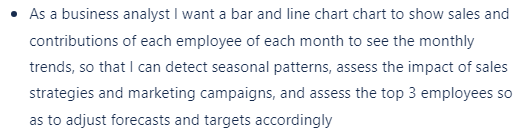 • As a business analyst I want a bar and line chart chart to show sales and
contributions of each employee of each month to see the monthly
trends, so that I can detect seasonal patterns, assess the impact of sales
strategies and marketing campaigns, and assess the top 3 employees so
as to adjust forecasts and targets accordingly